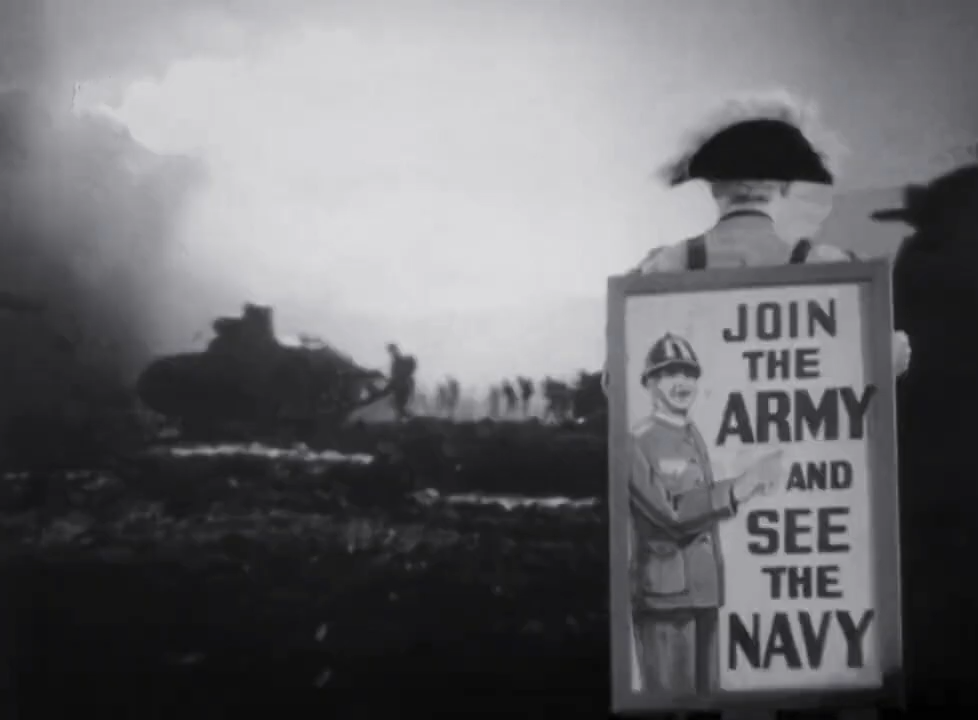 JOIN
THE
ARMY
AND
SEE
THE
NAVY